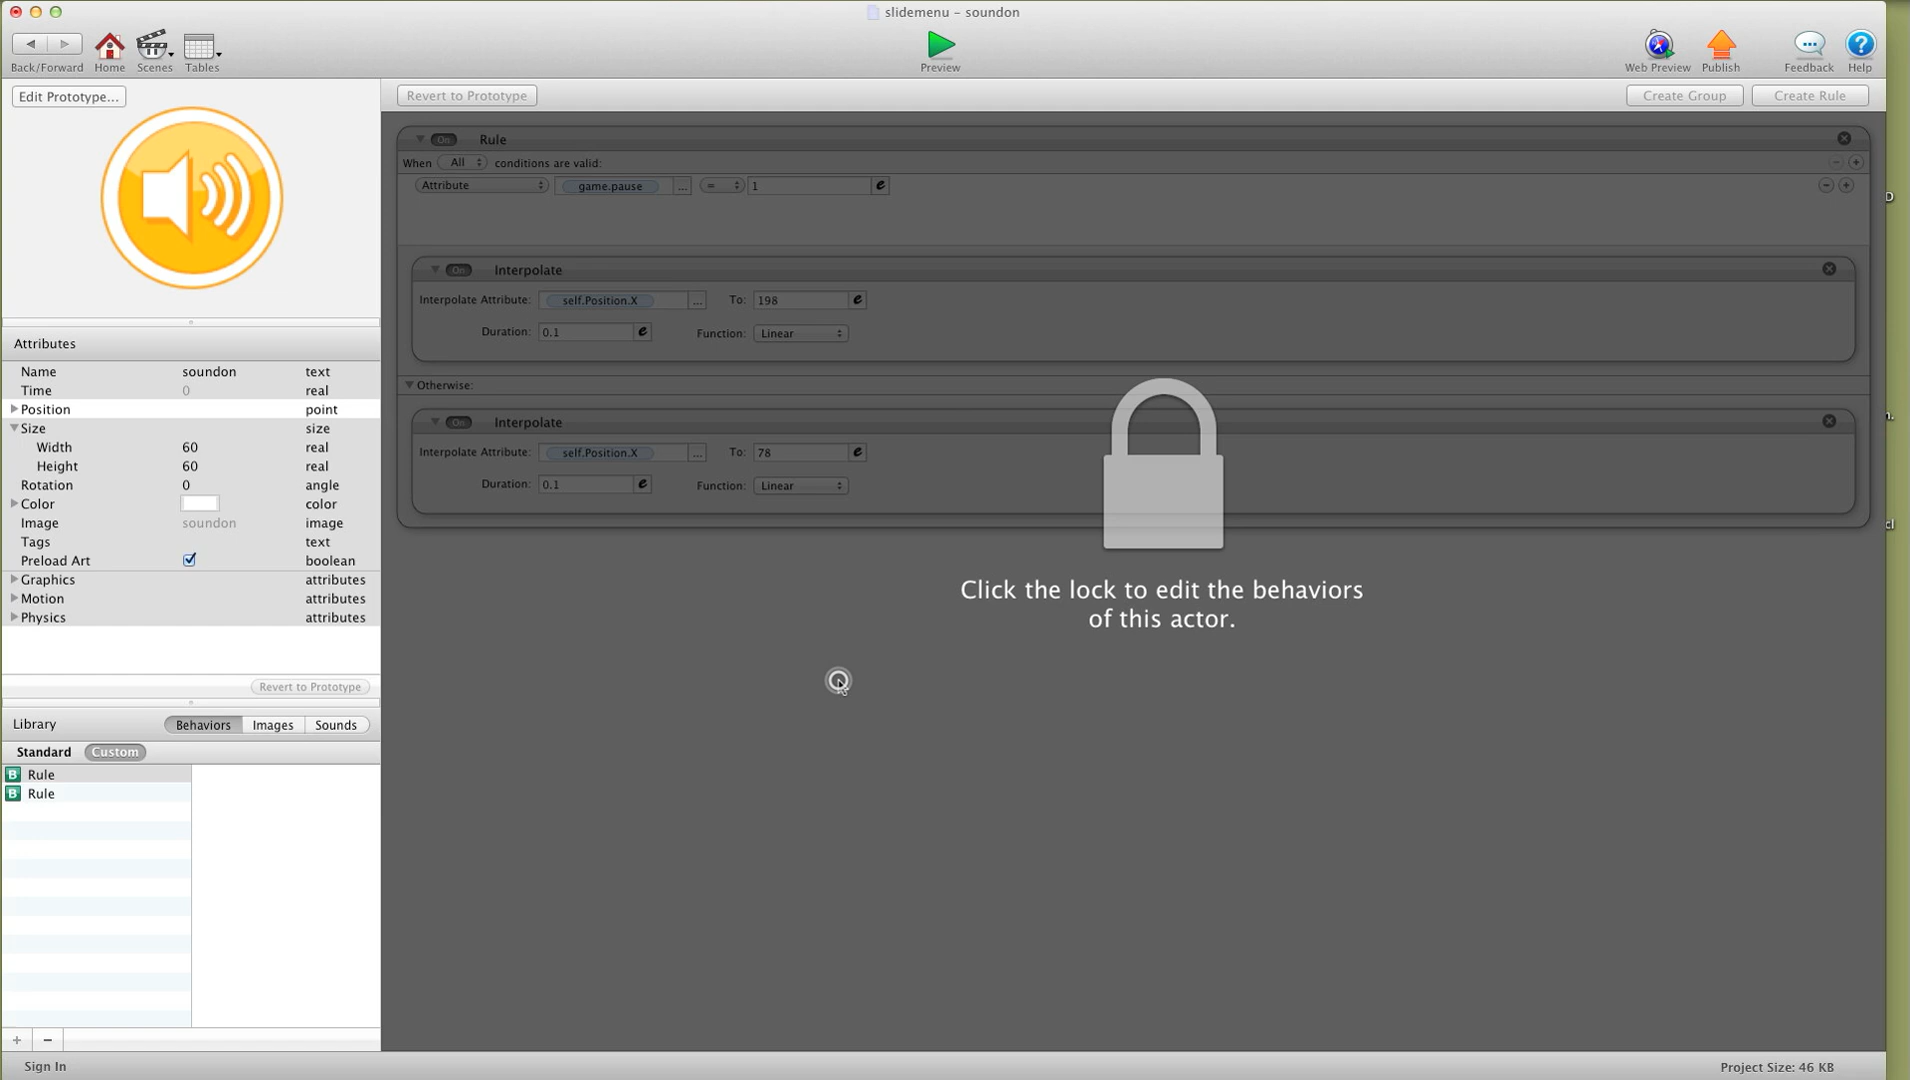 slidemenu – soundon
Back/Forward Home Scenes Tables Preview Web Preview Publish Feedback Help
Edit Prototype...
Revert to Prototype Create Group Create Rule
On Rule
When All conditions are valid:
Attribute game.pause ... = 1 e
On Interpolate
Interpolate Attribute: self.Position.X ... To: 198 e
Duration: 0.1 e Function: Linear
Otherwise:
On Interpolate
Interpolate Attribute: self.Position.X ... To: 78 e
Duration: 0.1 e Function: Linear
Click the lock to edit the behaviors
of this actor.
Attributes
Name soundon text
Time 0 real
Position point
Size size
Width 60 real
Height 60 real
Rotation 0 angle
Color color
Image soundon image
Tags text
Preload Art boolean
Graphics attributes
Motion attributes
Physics attributes
Revert to Prototype
Library Behaviors Images Sounds
Standard Custom
B Rule
B Rule
Sign In
Project Size: 46 KB